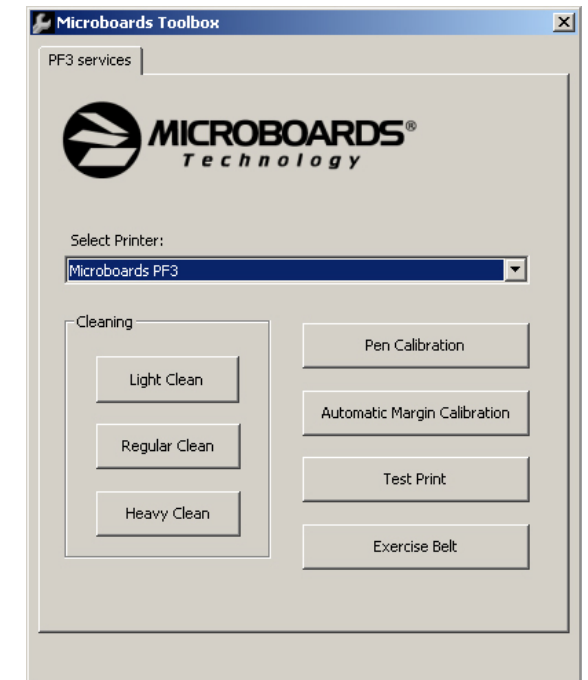 Microboards Toolbox
PF3 services
MICROBOARDS®
Technology
Select Printer:
Microboards PF3
Cleaning
Light Clean
Regular Clean
Heavy Clean
Pen Calibration
Automatic Margin Calibration
Test Print
Exercise Belt